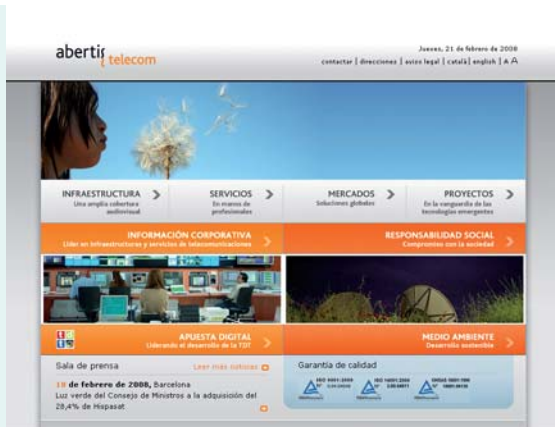 abertis telecom
Jueves, 21 de febrero de 2008
contactar | direcciones | aviso legal | català | english | A A
INFRAESTRUCTURA
Una amplia cobertura
audiovisual
SERVICIOS
En manos de
profesionales
MERCADOS
Soluciones globales
PROYECTOS
En la vanguardia de las
tecnologías emergentes
INFORMACIÓN CORPORATIVA
Líder en infraestructuras y servicios de telecomunicaciones
RESPONSABILIDAD SOCIAL
Compromiso con la sociedad
APUESTA DIGITAL
Liderando el desarrollo de la TDT
MEDIO AMBIENTE
Desarrollo sostenible
Sala de prensa
Leer más noticias
18 de febrero de 2008, Barcelona
Luz verde del Consejo de Ministros a la adquisición del
28,4% de Hispasat
Garantía de calidad